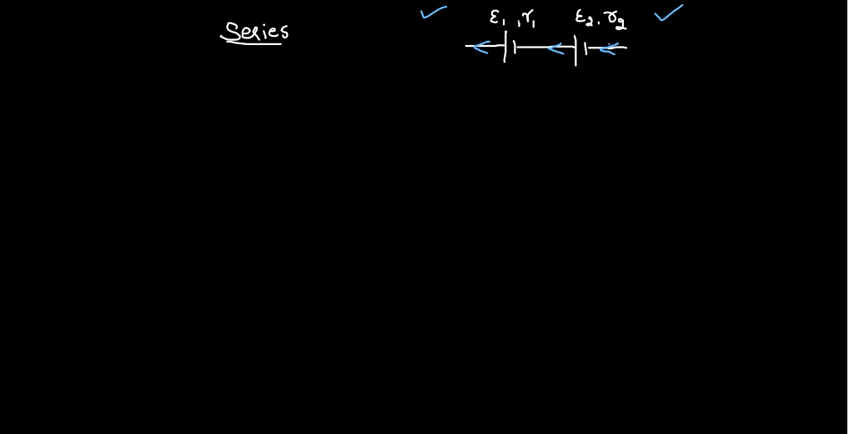 Series
ε₁ , r₁ ε₂ , r₂